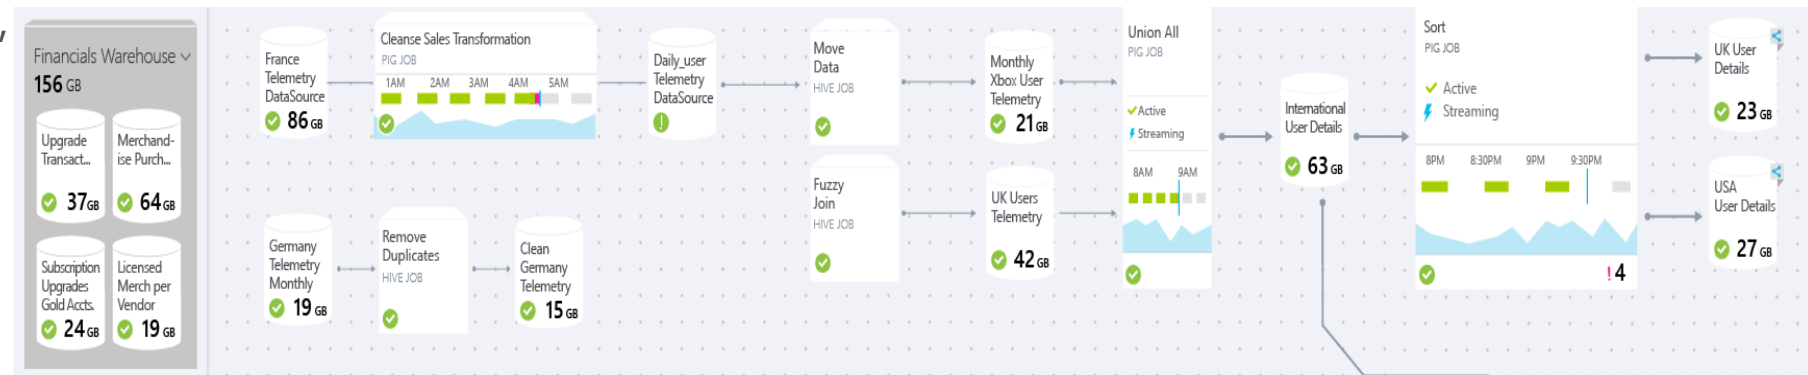 Financials Warehouse
156 GB
Upgrade
Transact...
37 GB
Merchand-
ise Purch...
64 GB
Subscription
Upgrades
Gold Accts.
24 GB
Licensed
Merch per
Vendor
19 GB
France
Telemetry
DataSource
86 GB
Cleanse Sales Transformation
PIG JOB
1AM 2AM 3AM 4AM 5AM
Daily_user
Telemetry
DataSource
Move
Data
HIVE JOB
Monthly
Xbox User
Telemetry
21 GB
Germany
Telemetry
Monthly
19 GB
Remove
Duplicates
HIVE JOB
Clean
Germany
Telemetry
15 GB
Fuzzy
Join
HIVE JOB
UK Users
Telemetry
42 GB
Union All
PIG JOB
Active
Streaming
8AM 9AM
International
User Details
63 GB
Sort
PIG JOB
Active
Streaming
8PM 8:30PM 9PM 9:30PM
! 4
UK User
Details
23 GB
USA
User Details
27 GB